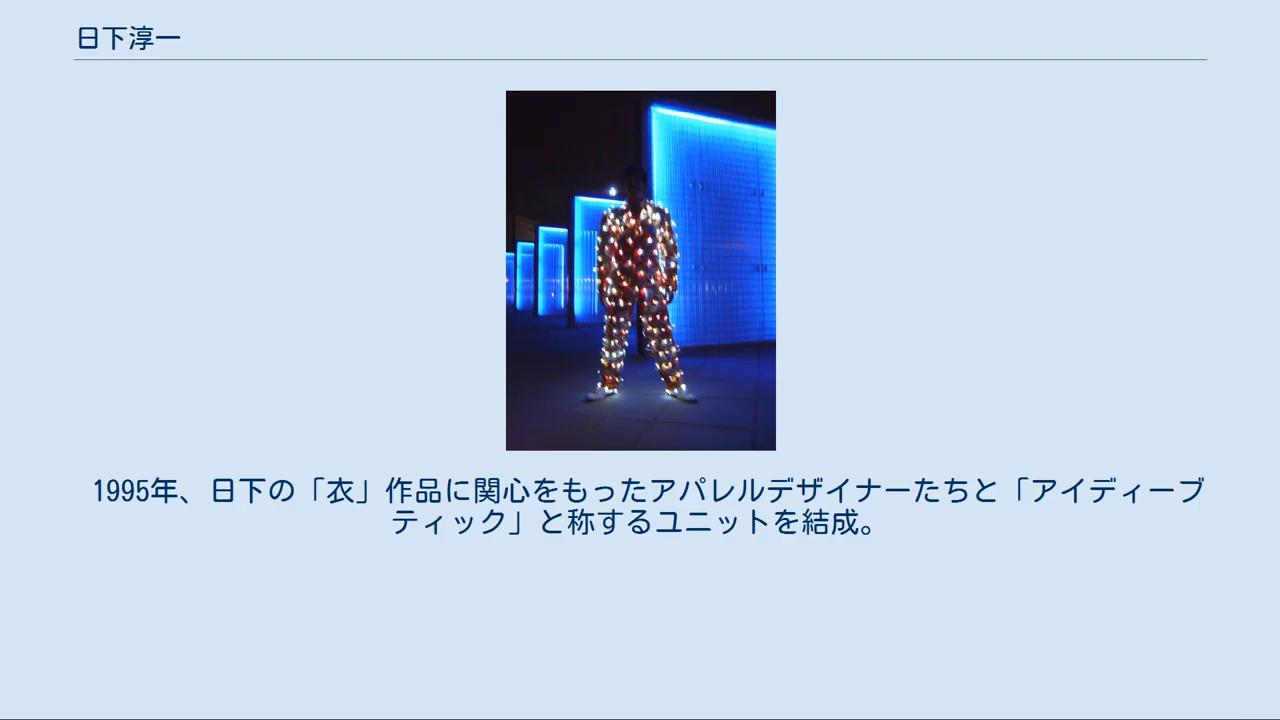 日下淳一
1995年、日下の「衣」作品に関心をもったアパレルデザイナーたちと「アイディーブ
ティック」と称するユニットを結成。